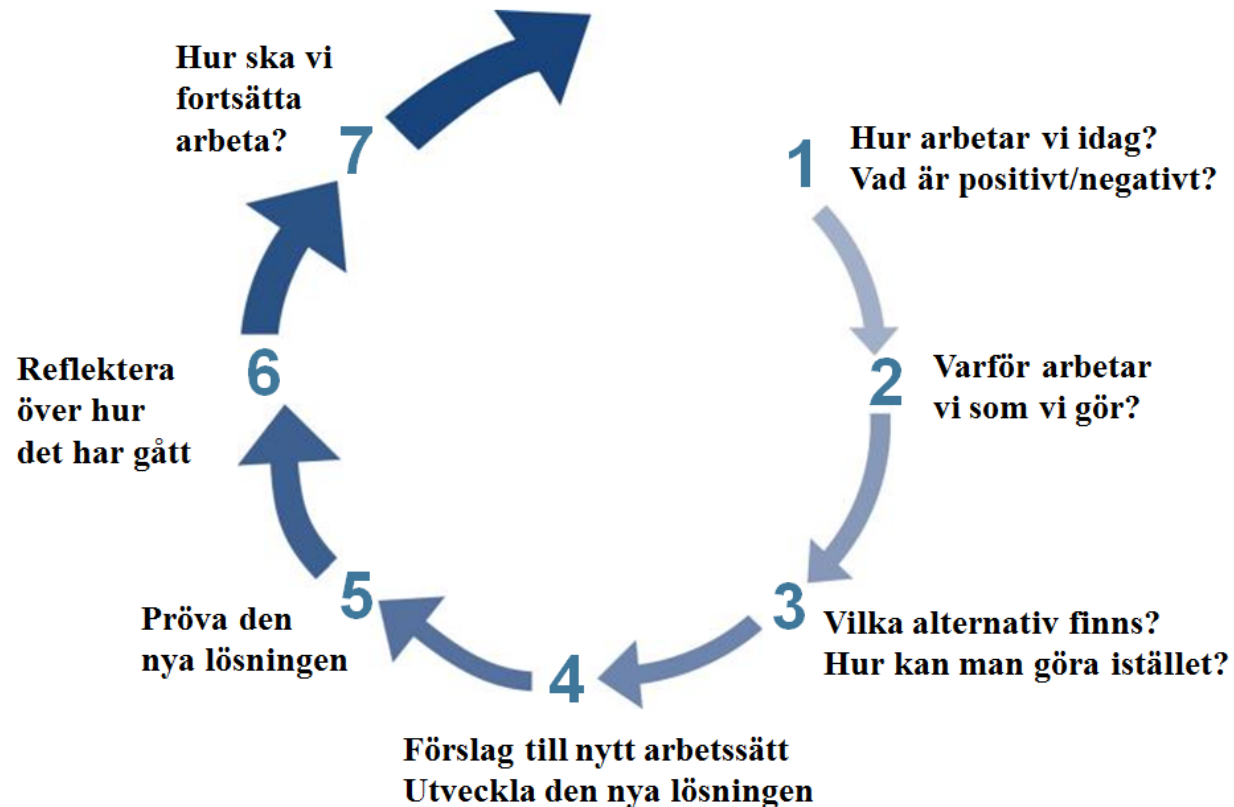 1
Hur arbetar vi idag?
Vad är positivt/negativt?
2
Varför arbetar
vi som vi gör?
3
Vilka alternativ finns?
Hur kan man göra istället?
4
Förslag till nytt arbetssätt
Utveckla den nya lösningen
5
Pröva den
nya lösningen
6
Reflektera
över hur
det har gått
7
Hur ska vi
fortsätta
arbeta?